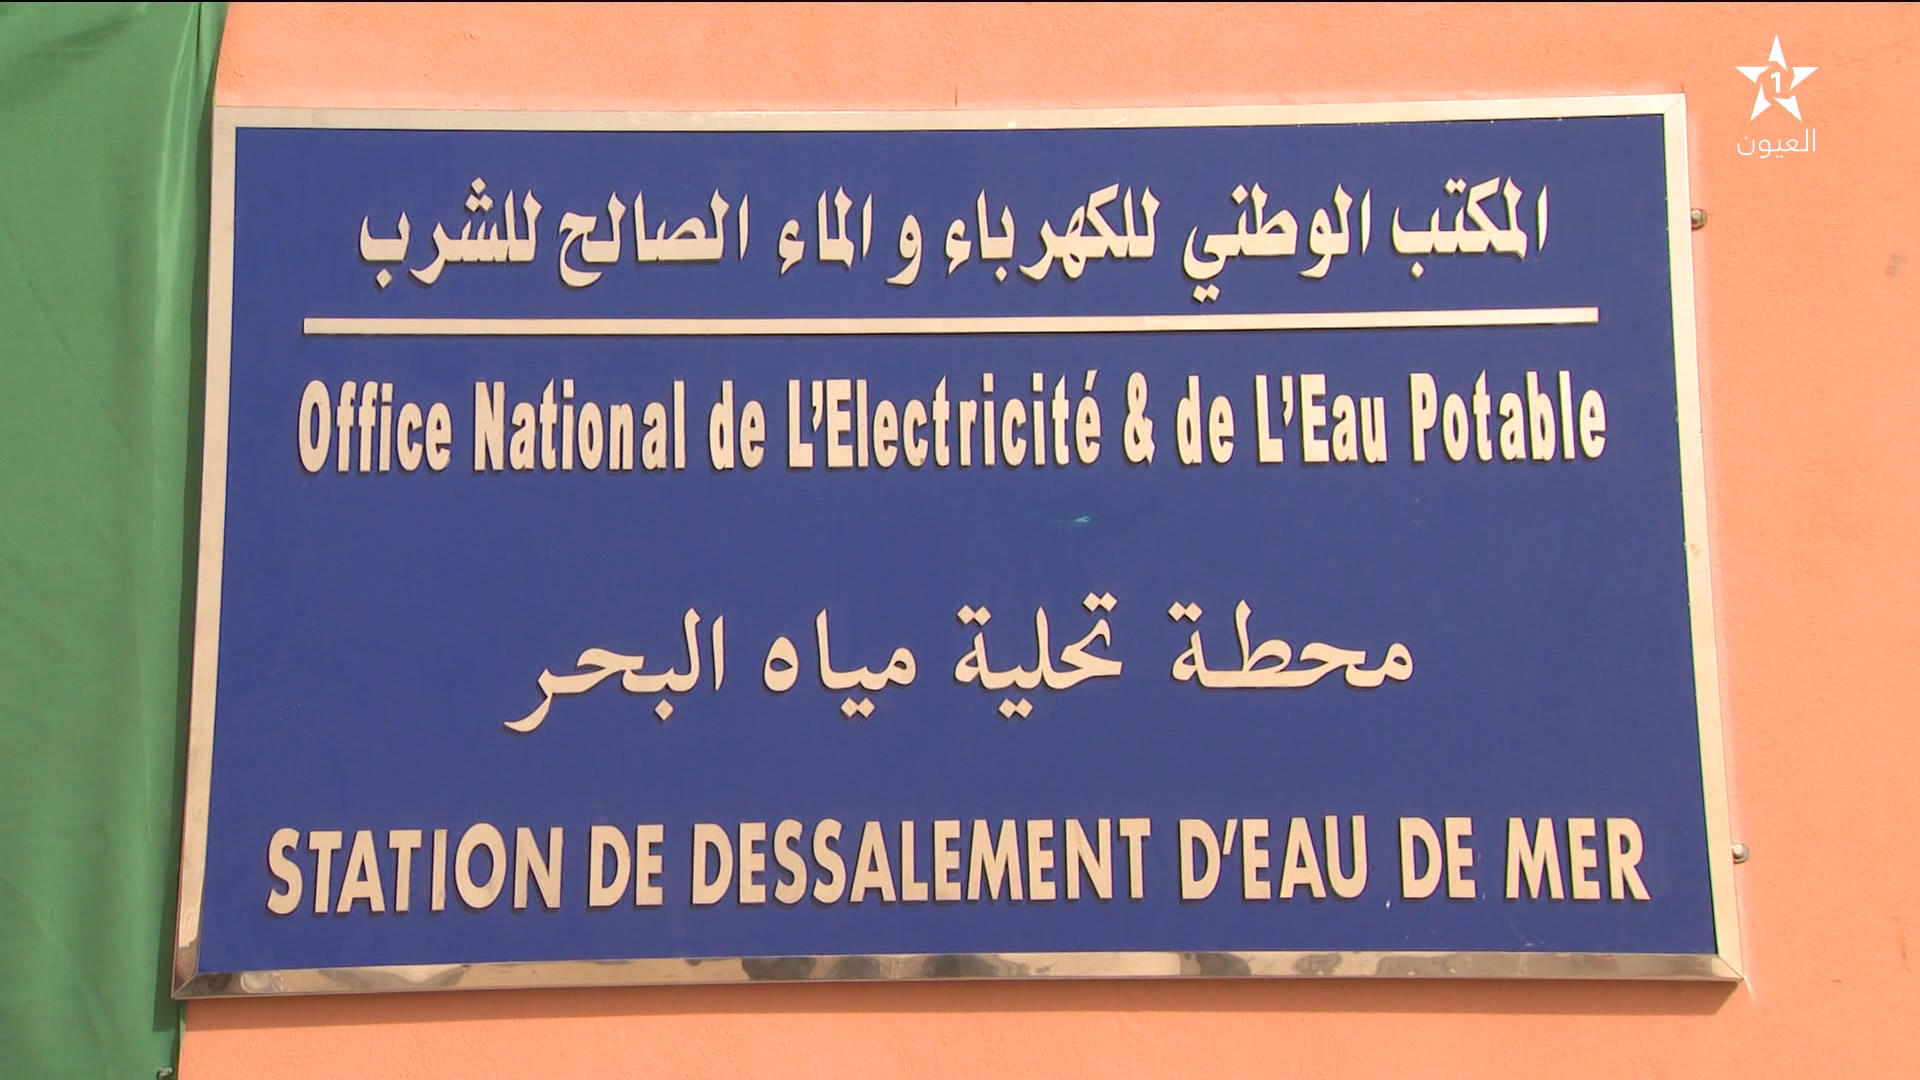 1
العيون
المكتب الوطني للكهرباء و الماء الصالح للشرب
Office National de L'Electricité & de L'Eau Potable
محطة تحلية مياه البحر
STATION DE DESSALEMENT D'EAU DE MER